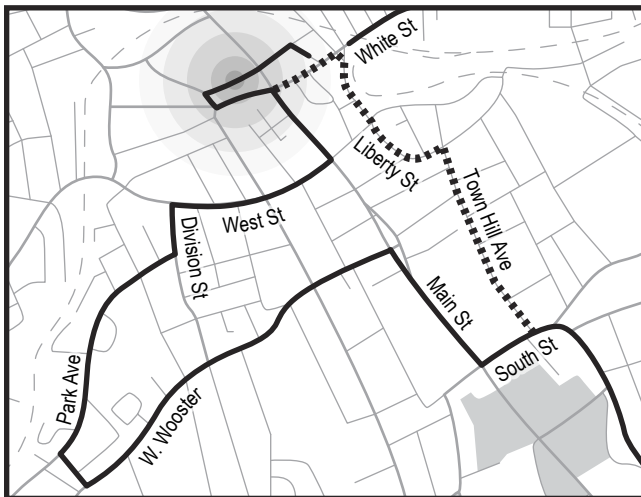 White St
Liberty St
Town Hill Ave
West St
Division St
Main St
South St
Park Ave
W. Wooster